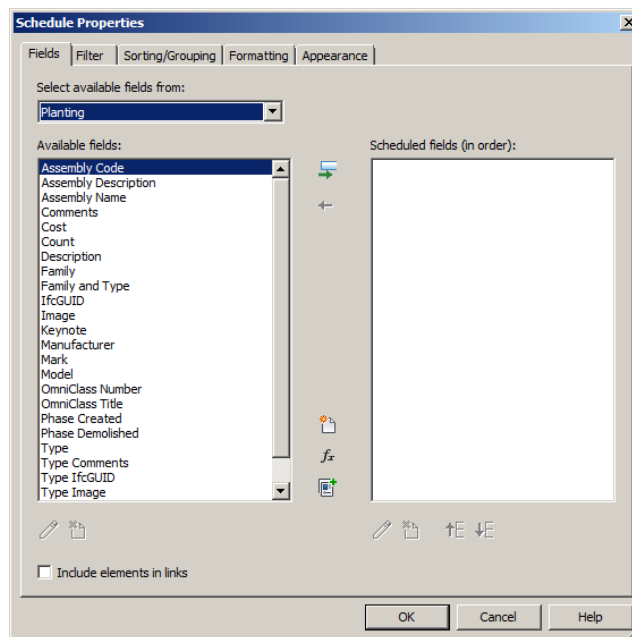 Schedule Properties
Fields Filter Sorting/Grouping Formatting Appearance
Select available fields from:
Planting
Available fields:
Scheduled fields (in order):
Assembly Code
Assembly Description
Assembly Name
Comments
Cost
Count
Description
Family
Family and Type
IfcGUID
Image
Keynote
Manufacturer
Mark
Model
OmniClass Number
OmniClass Title
Phase Created
Phase Demolished
Type
Type Comments
Type IfcGUID
Type Image
fx
Include elements in links
OK Cancel Help